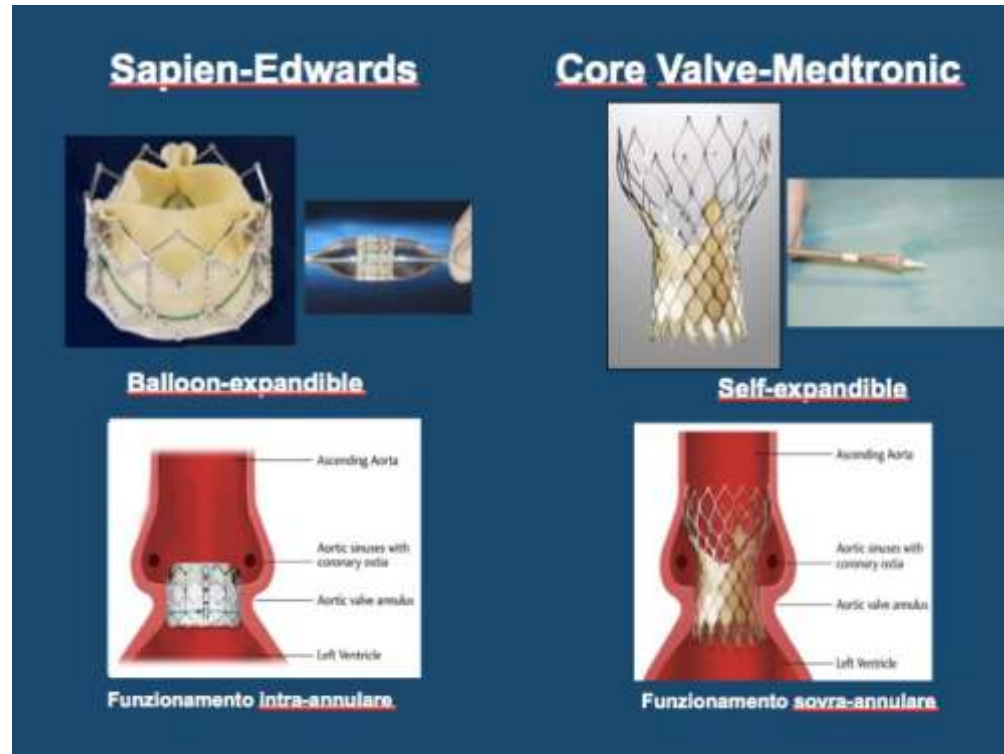 Sapien-Edwards
Core Valve-Medtronic
Balloon-expandible
Self-expandible
Ascending Aorta
Aortic sinuses with
coronary ostia
Aortic valve annulus
Left Ventricle
Ascending Aorta
Aortic sinuses with
coronary ostia
Aortic valve annulus
Left Ventricle
Funzionamento intra-annulare
Funzionamento sovra-annulare